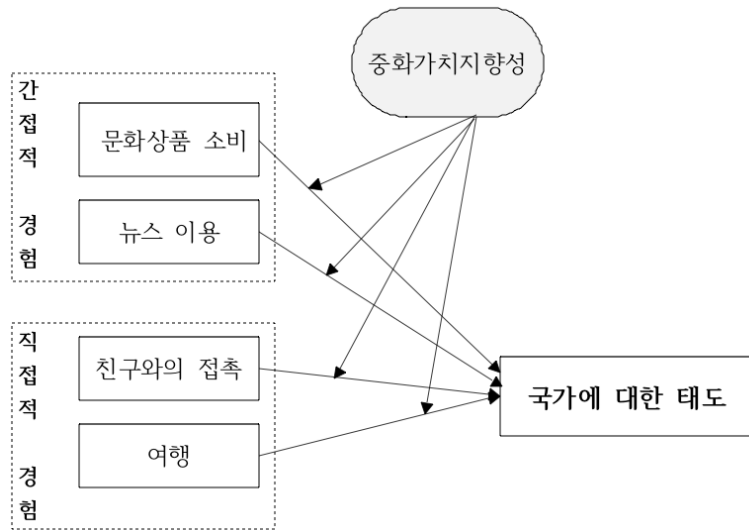 중화가치지향성
간접적 경험
문화상품 소비
뉴스 이용
직접적 경험
친구와의 접촉
여행
국가에 대한 태도